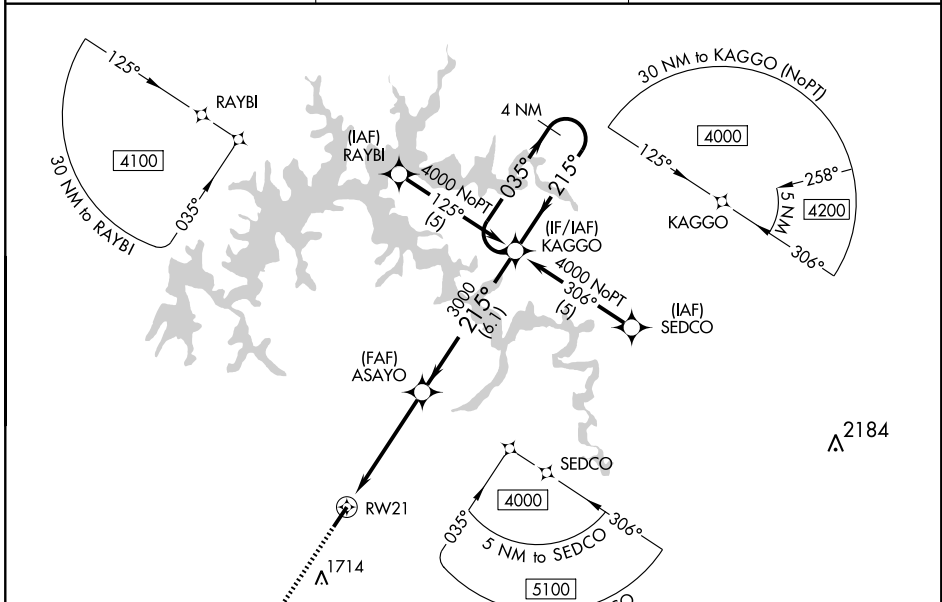 125°
RAYBI
4100
30 NM to RAYBI
035°
(IAF)
RAYBI
4000 NoPT
125°
(5)
4 NM
035°
215°
(IF/IAF)
KAGGO
30 NM to KAGGO (NoPT)
4000
125°
258°
5 NM
4200
KAGGO
306°
4000 NoPT
306°
(5)
(IAF)
SEDCO
3000
215°
(6.1)
(FAF)
ASAYO
2184
RW21
1714
SEDCO
4000
035°
306°
5 NM to SEDCO
5100